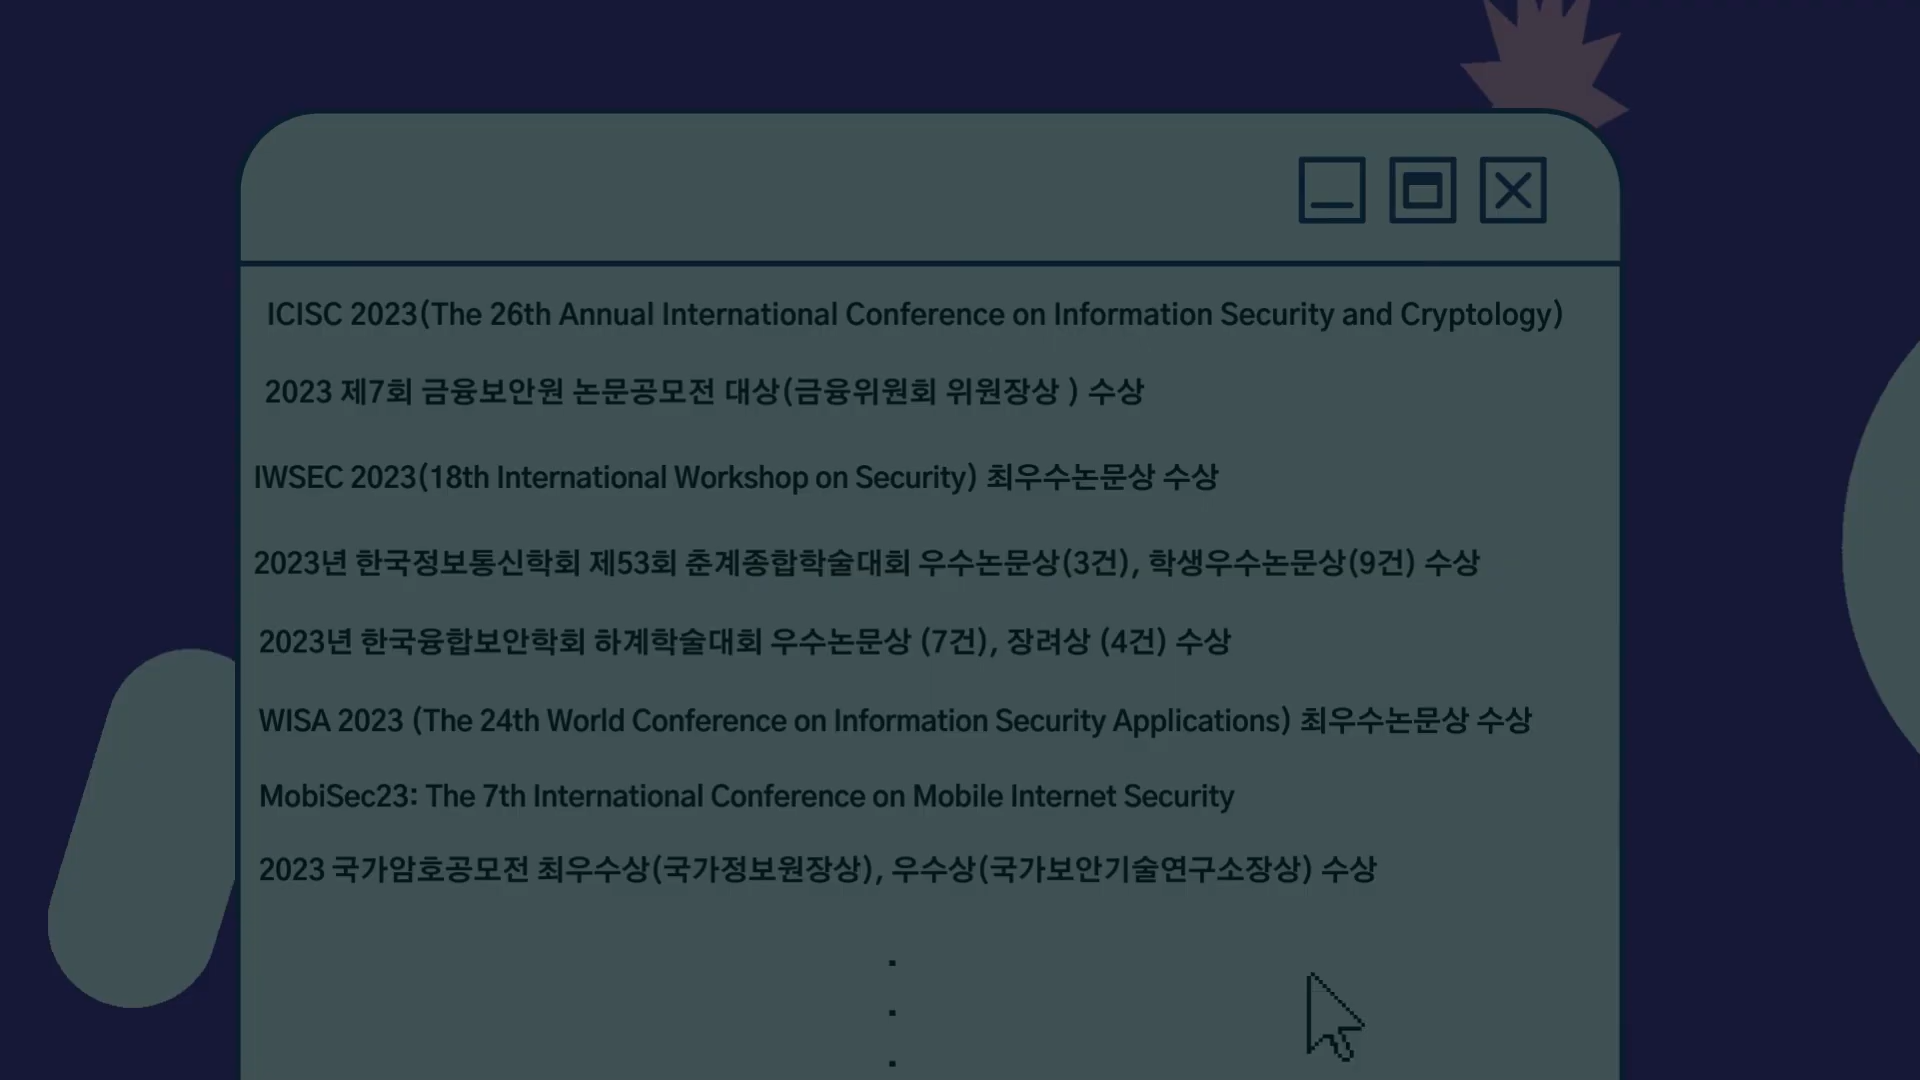 ICISC 2023(The 26th Annual International Conference on Information Security and Cryptology)
2023 제7회 금융보안원 논문공모전 대상(금융위원회 위원장상 ) 수상
IWSEC 2023(18th International Workshop on Security) 최우수논문상 수상
2023년 한국정보통신학회 제53회 춘계종합학술대회 우수논문상(3건), 학생우수논문상(9건) 수상
2023년 한국융합보안학회 하계학술대회 우수논문상 (7건), 장려상 (4건) 수상
WISA 2023 (The 24th World Conference on Information Security Applications) 최우수논문상 수상
MobiSec23: The 7th International Conference on Mobile Internet Security
2023 국가암호공모전 최우수상(국가정보원장상), 우수상(국가보안기술연구소장상) 수상
.
.
.